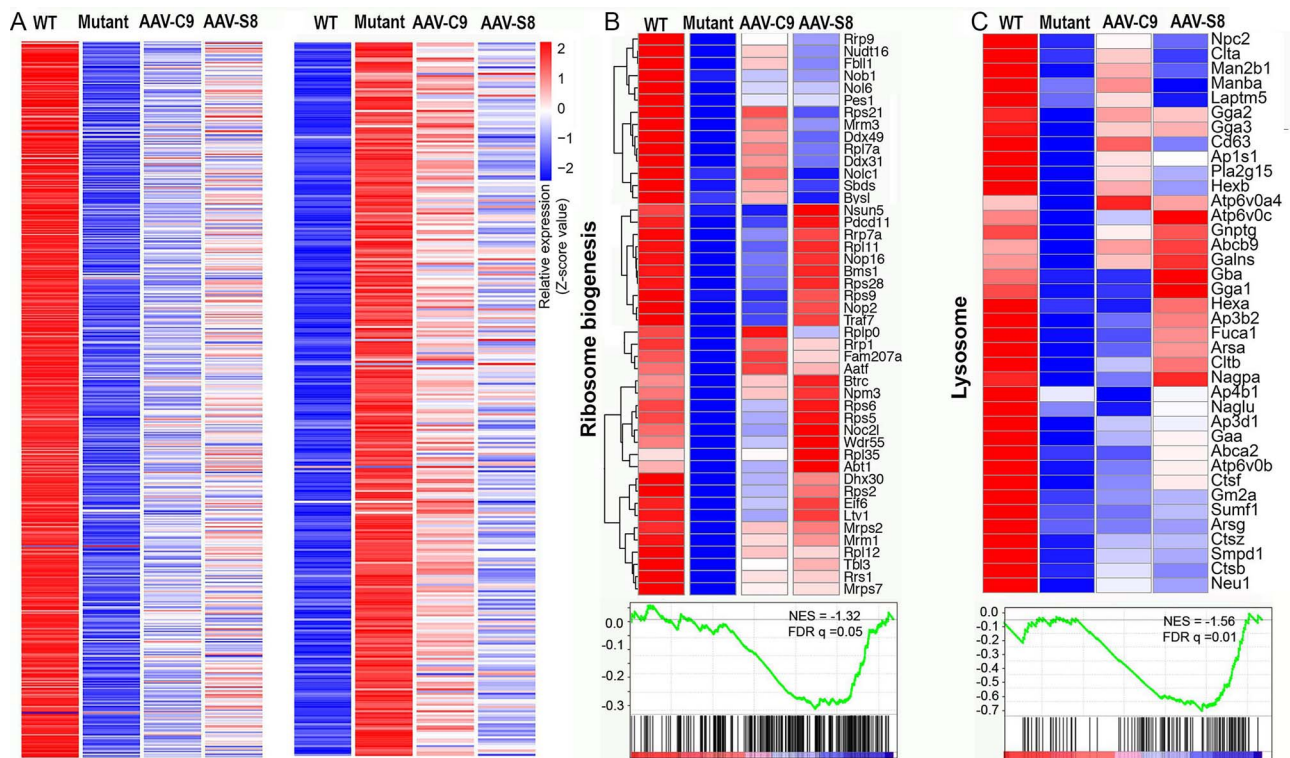 A
WT Mutant AAV-C9 AAV-S8
WT Mutant AAV-C9 AAV-S8
2
1
0
−1
−2
Relative expression
(Z-score value)
B
WT Mutant AAV-C9 AAV-S8
Ribosome biogenesis
Rrp9
Nudt16
Fbll1
Nob1
Nol6
Pes1
Rps21
Mrm3
Ddx49
Rpl7a
Ddx31
Nolc1
Sbds
Bysl
Nsun5
Pdcd11
Rrp7a
Rpl11
Nop16
Bms1
Rps28
Rps9
Nop2
Traf7
Rplp0
Rrp1
Fam207a
Aatf
Btrc
Npm3
Rps6
Rps5
Noc2l
Wdr55
Rpl35
Abt1
Dhx30
Rps2
Eif6
Ltv1
Mrps2
Mrm1
Rpl12
Tbl3
Rrs1
Mrps7
NES = -1.32
FDR q =0.05
0.0
-0.1
-0.2
-0.3
C
WT Mutant AAV-C9 AAV-S8
Lysosome
Npc2
Clta
Man2b1
Manba
Laptm5
Gga2
Gga3
Cd63
Ap1s1
Pla2g15
Hexb
Atp6v0a4
Atp6v0c
Gnptg
Abcb9
Galns
Gba
Gga1
Hexa
Ap3b2
Fuca1
Arsa
Cltb
Nagpa
Ap4b1
Naglu
Ap3d1
Gaa
Abca2
Atp6v0b
Ctsf
Gm2a
Sumf1
Arsg
Ctsz
Smpd1
Ctsb
Neu1
NES = -1.56
FDR q =0.01
0.0
-0.1
-0.2
-0.3
-0.4
-0.5
-0.6
-0.7